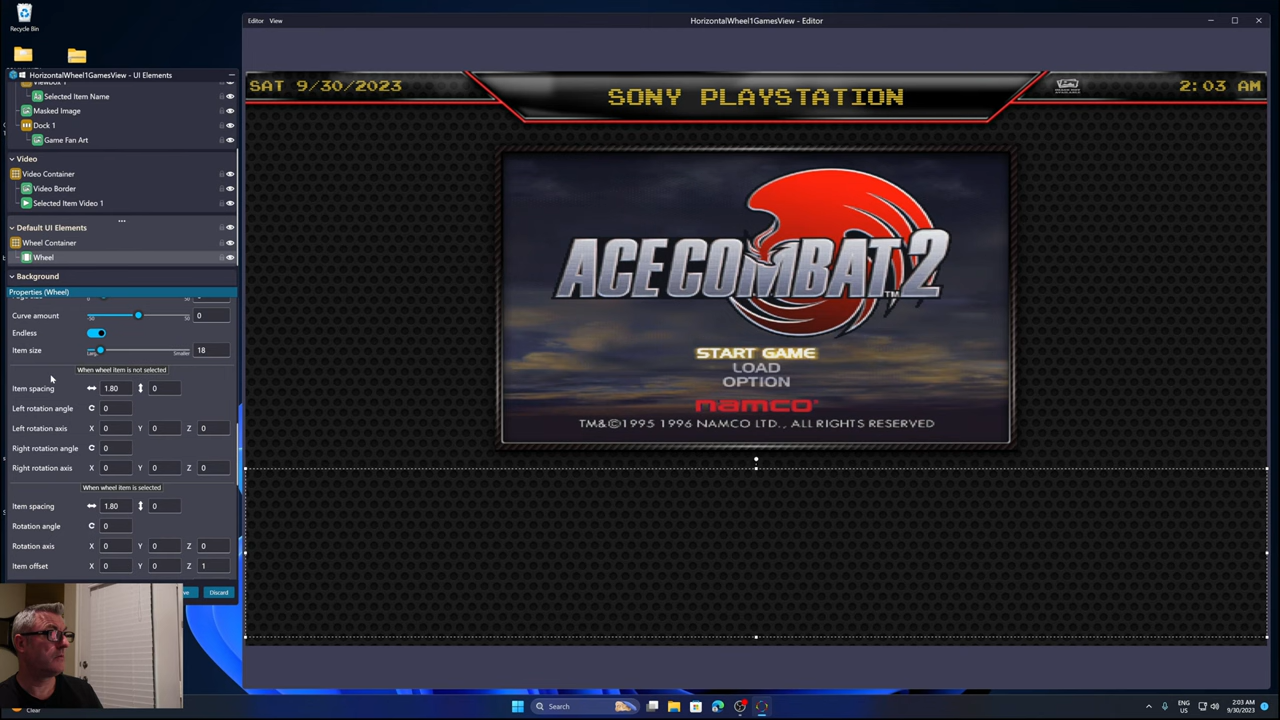 Recycle Bin
Editor View
HorizontalWheel1GamesView - Editor
HorizontalWheel1GamesView - UI Elements
Viewbox 1
Selected Item Name
Masked Image
Dock 1
Game Fan Art
Video
Video Container
Video Border
Selected Item Video 1
Default UI Elements
Wheel Container
Wheel
Background
Properties (Wheel)
Curve amount 0
-50 50
Endless
Item size 18
Smaller
When wheel item is not selected
Item spacing 1.80 0
Left rotation angle 0
Left rotation axis X 0 Y 0 Z 0
Right rotation angle 0
Right rotation axis X 0 Y 0 Z 0
When wheel item is selected
Item spacing 1.80 0
Rotation angle 0
Rotation axis X 0 Y 0 Z 0
Item offset X 0 Y 0 Z 1
Discard
SAT 9/30/2023
SONY PLAYSTATION
2:03 AM
ACE COMBAT 2
TM
START GAME
LOAD
OPTION
namco
TM&©1995 1996 NAMCO LTD., ALL RIGHTS RESERVED
Clear
Search
ENG
US
2:03 AM
9/30/2023